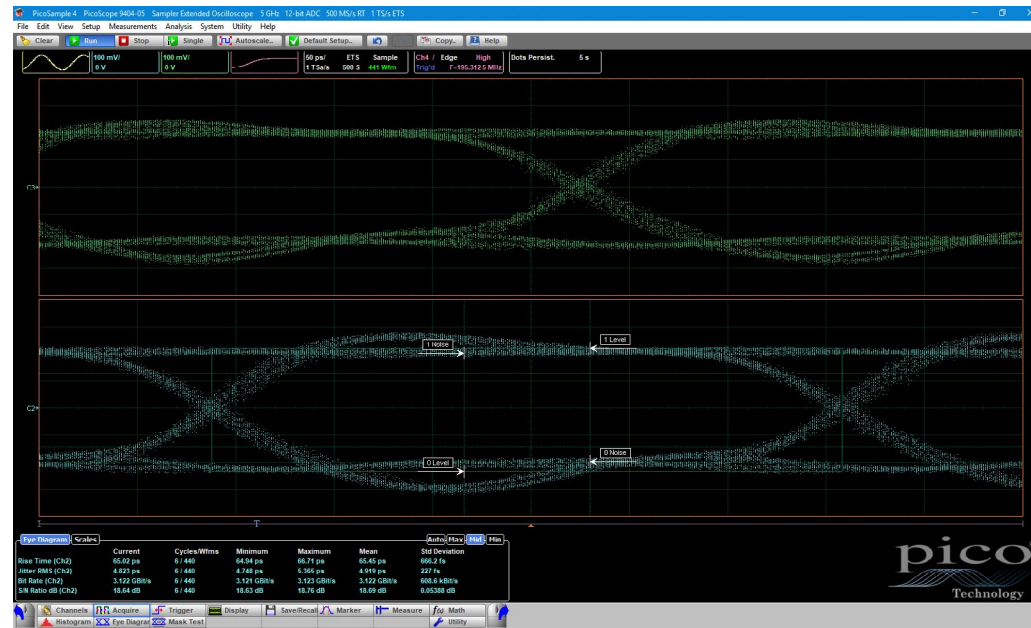 PicoSample 4 PicoScope 9404-05 Sampler Extended Oscilloscope 5 GHz 12-bit ADC 500 MS/s RT 1 TS/s ETS
File Edit View Setup Measurements Analysis System Utility Help
Clear Run Stop Single Autoscale.. Default Setup.. Copy.. Help
100 mV/ 100 mV/ 50 ps/ ETS Sample Ch4 / Edge High Dots Persist. 5 s
0 V 0 V 1 TSa/s 500 S 441 Wfm Trig'd
C3
1 Noise 1 Level
C2
0 Level 0 Noise
T
Eye Diagram Scales Auto Max Mid Min
Current Cycles/Wfms Minimum Maximum Mean Std Deviation
Rise Time (Ch2) 65.02 ps 6 / 440 64.94 ps 66.71 ps 65.45 ps 666.2 fs
Jitter RMS (Ch2) 4.823 ps 6 / 440 4.748 ps 5.365 ps 4.919 ps 227 fs
Bit Rate (Ch2) 3.122 GBit/s 6 / 440 3.121 GBit/s 3.123 GBit/s 3.122 GBit/s 608.6 kBit/s
S/N Ratio dB (Ch2) 18.64 dB 6 / 440 18.63 dB 18.76 dB 18.69 dB 0.05388 dB
pico
Technology
Channels Acquire Trigger Display Save/Recall Marker Measure fω Math
Histogram Eye Diagrar Mask Test Utility